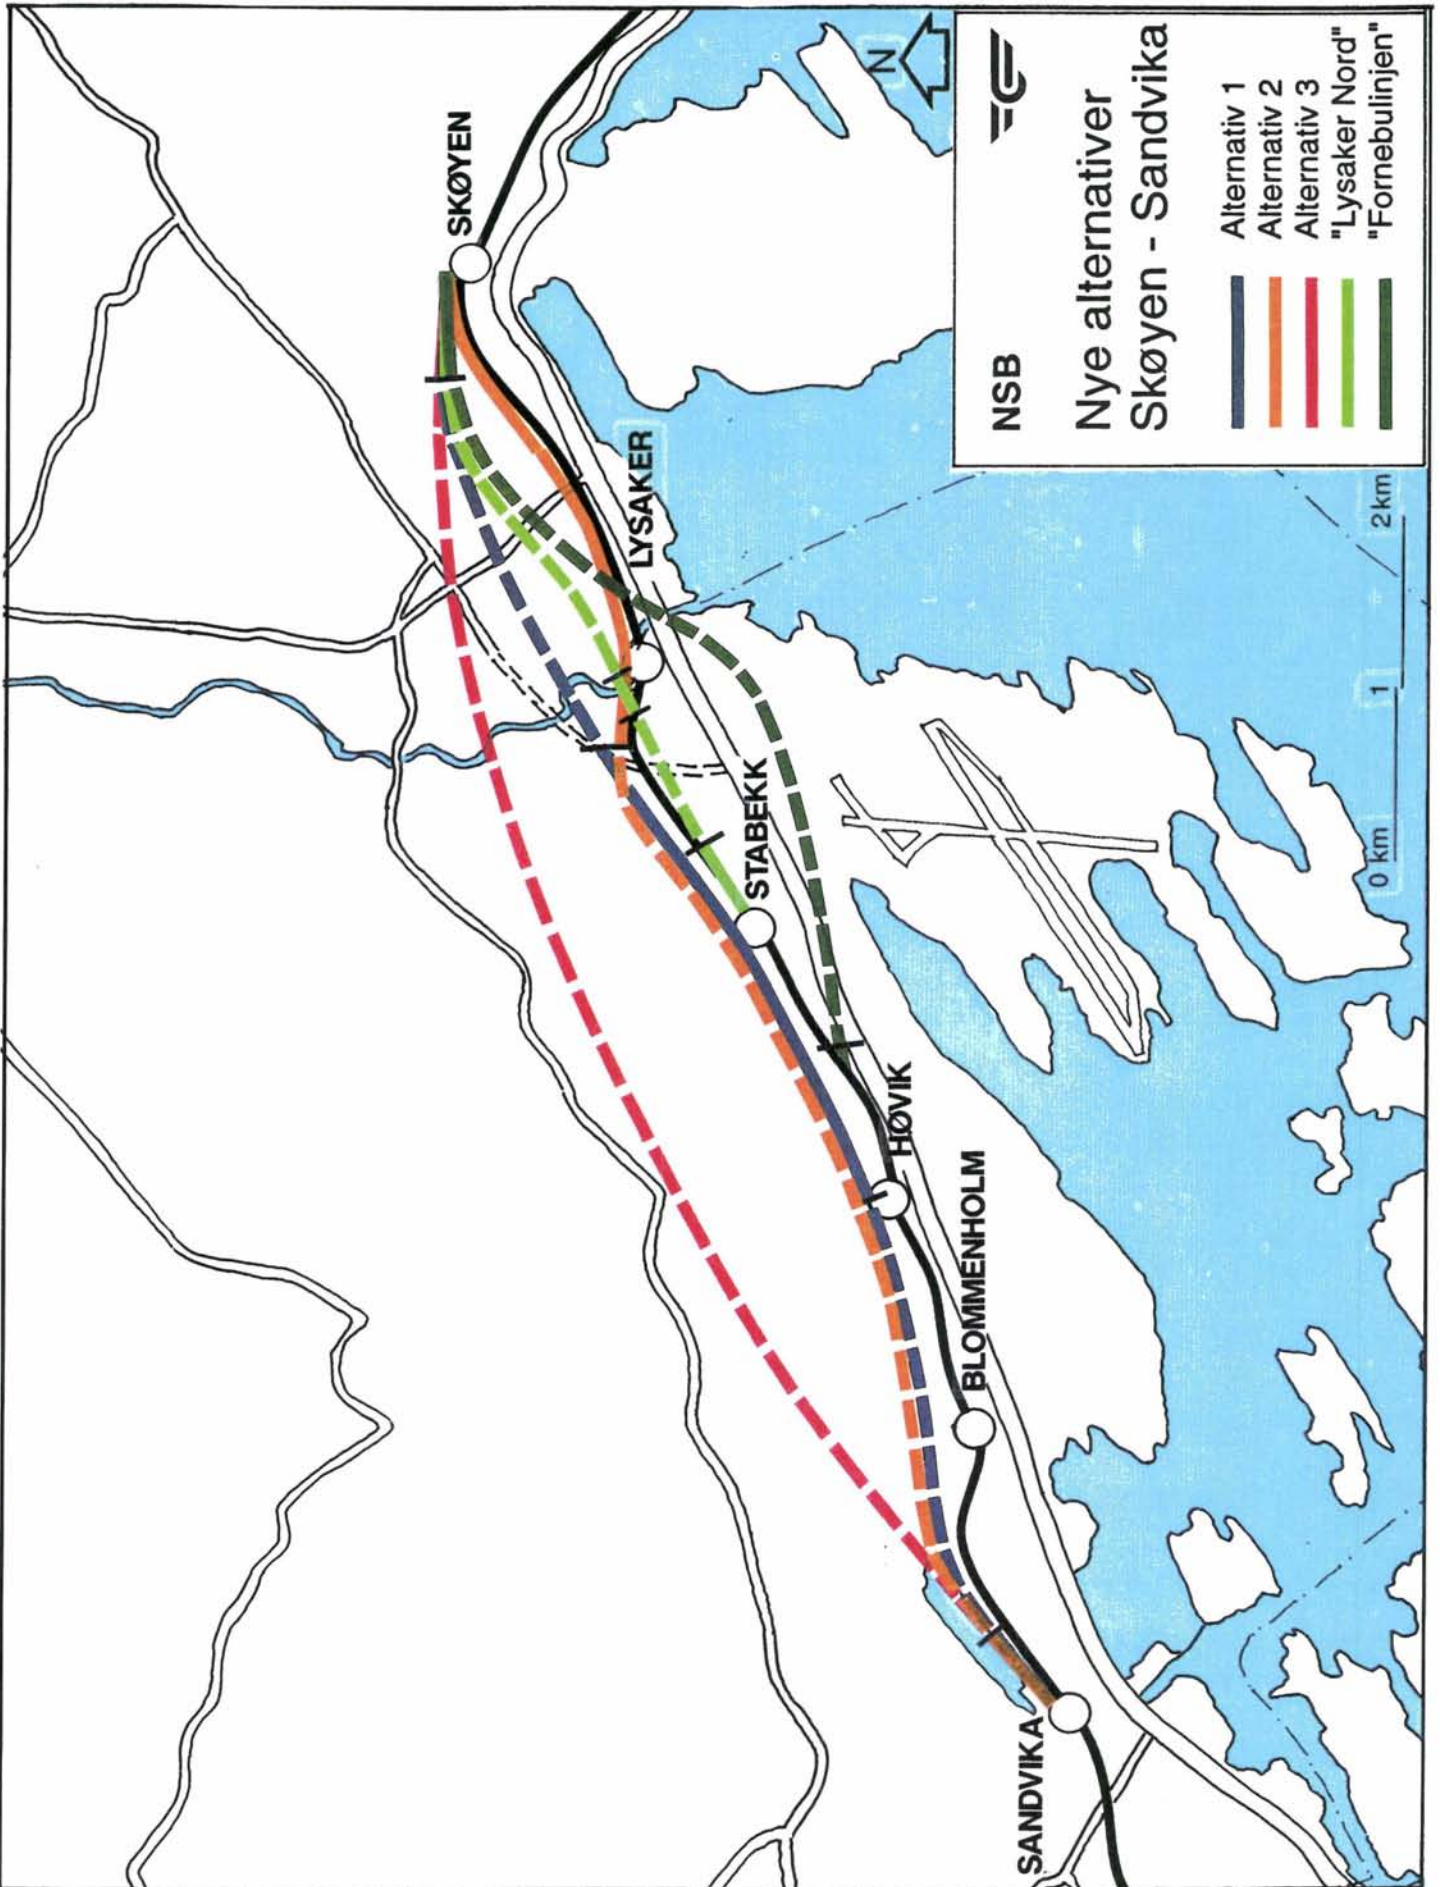 NSB
Nye alternativer
Skøyen - Sandvika
Alternativ 1
Alternativ 2
Alternativ 3
"Lysaker Nord"
"Fornebulinjen"
N
SKØYEN
LYSAKER
STABEKK
HØVIK
BLOMMENHOLM
SANDVIKA
0 km
1
2 km